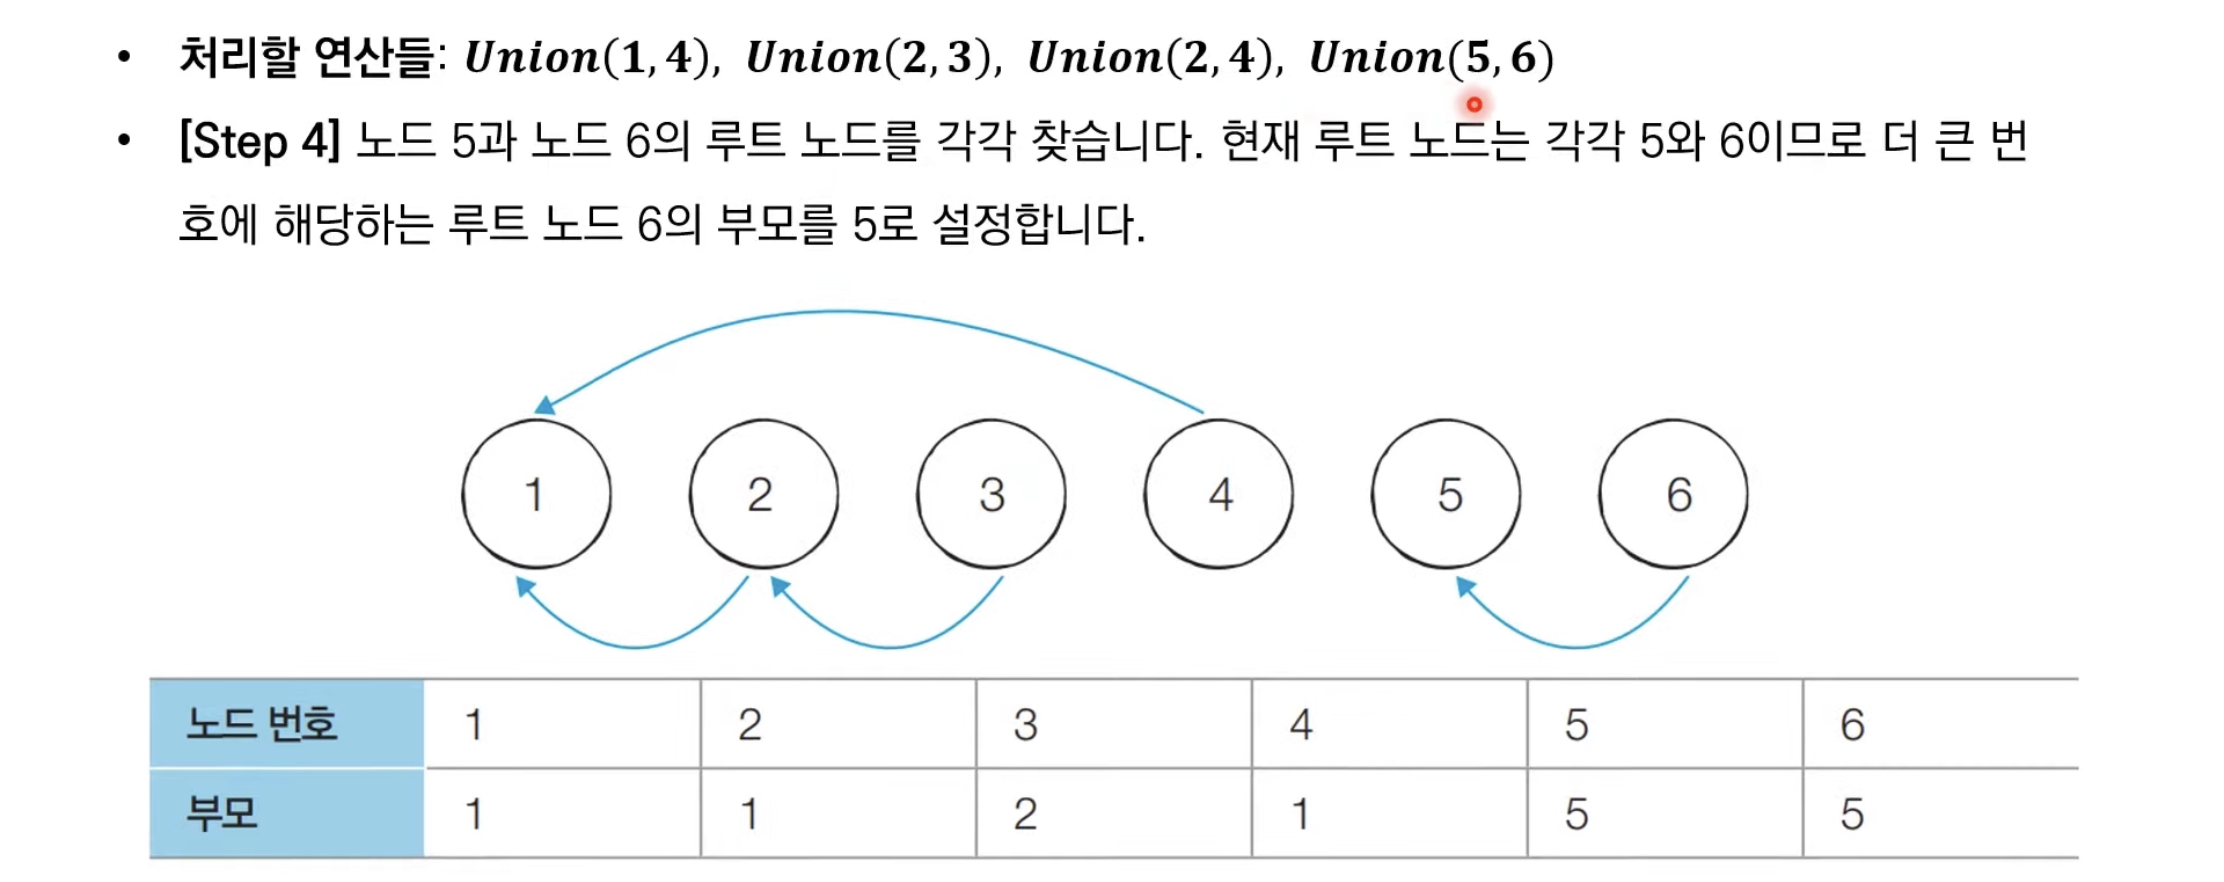 • 처리할 연산들: Union(1,4), Union(2,3), Union(2,4), Union(5,6)
• [Step 4] 노드 5과 노드 6의 루트 노드를 각각 찾습니다. 현재 루트 노드는 각각 5와 6이므로 더 큰 번
호에 해당하는 루트 노드 6의 부모를 5로 설정합니다.
1 2 3 4 5 6
노드 번호 1 2 3 4 5 6
부모 1 1 2 1 5 5